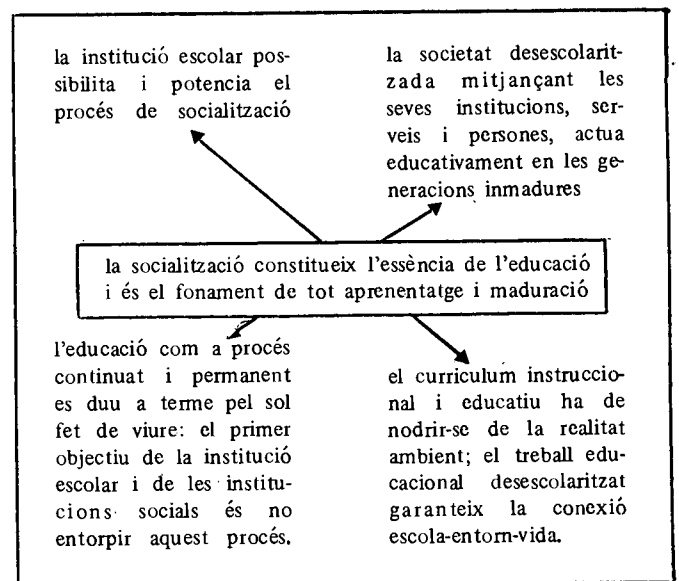 la institució escolar pos-
sibilita i potencia el
procés de socialització
la societat desescolarit-
zada mitjançant les
seves institucions, ser-
veis i persones, actua
educativament en les ge-
neracions inmadures
la socialització constitueix l'essència de l'educació
i és el fonament de tot aprenentatge i maduració
l'educació com a procés
continuat i permanent
es duu a terme pel sol
fet de viure: el primer
objectiu de la institució
escolar i de les institu-
cions socials és no
entorpir aquest procés.
el curriculum instruccio-
nal i educatiu ha de
nodrir-se de la realitat
ambient; el treball edu-
cacional desescolaritzat
garanteix la conexió
escola-entorn-vida.